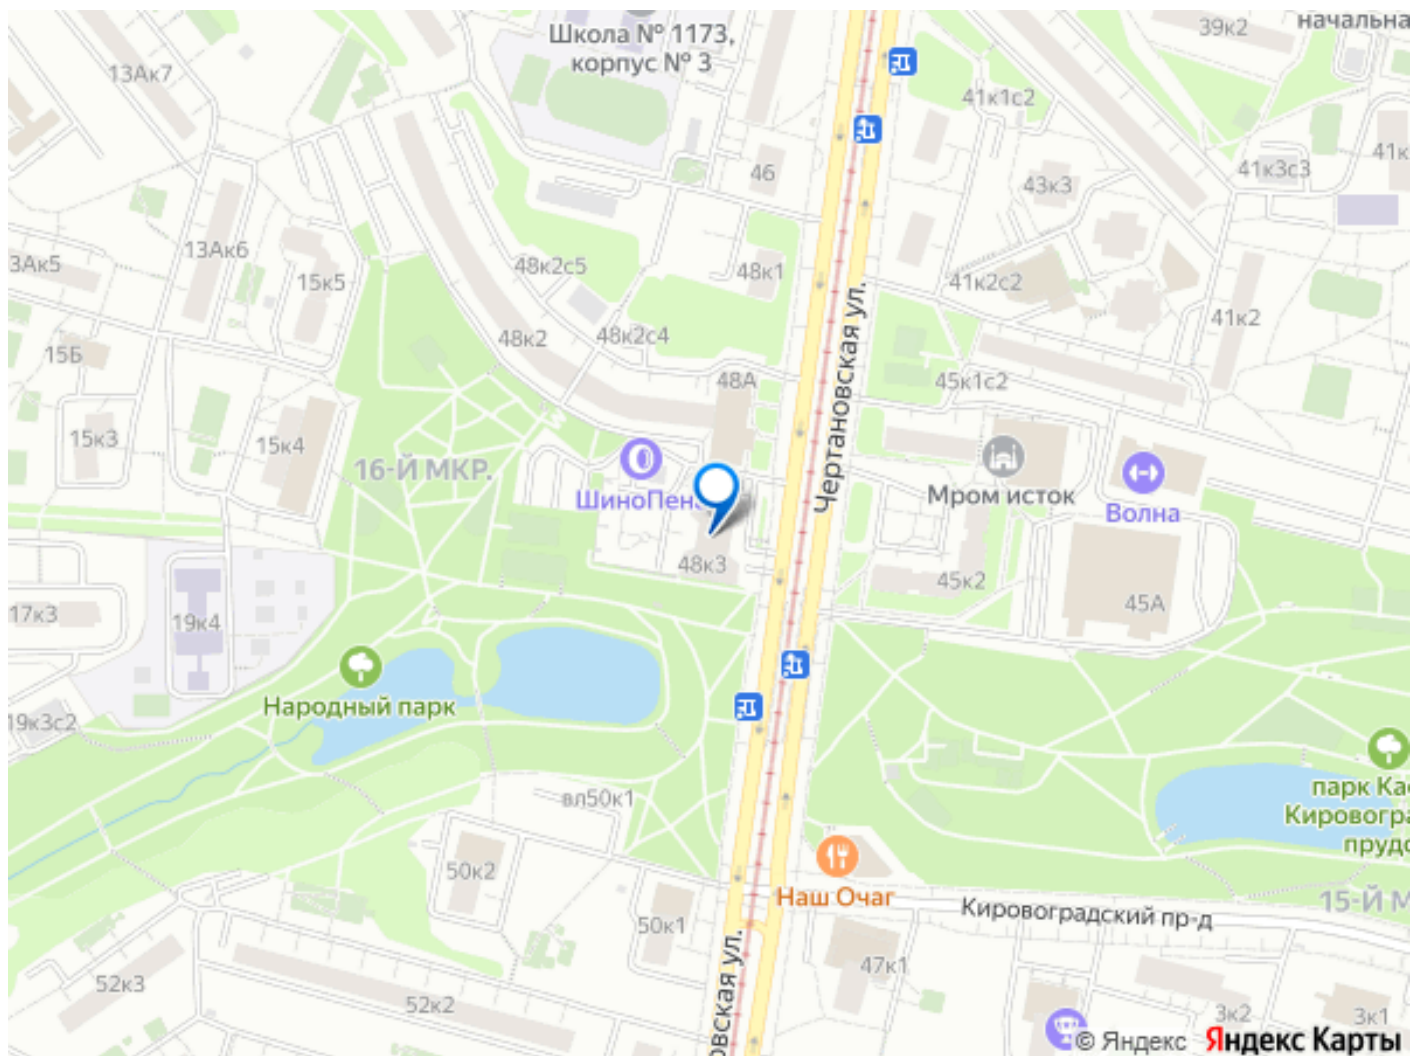 Школа № 1173,
корпус № 3
начальна
39к2
13Ак7
41к1с2
41к
46
43к3
41к3с3
13Ак6
3Ак5
15к5
48к2с5
48к1
41к2с2
41к2
48к2
48к2с4
15Б
48А
45к1с2
Чертановская ул.
15к3
15к4
16-Й МКР.
ШиноПена
Мром исток
Волна
48к3
45к2
45А
17к3
19к4
Народный парк
19к3с2
парк Ка
Кировогра
прудо
вл50к1
50к2
Наш Очаг
15-Й М
Кировоградский пр-д
50к1
47к1
52к3
52к2
овская ул.
3к2
3к1
© Яндекс Яндекс Карты